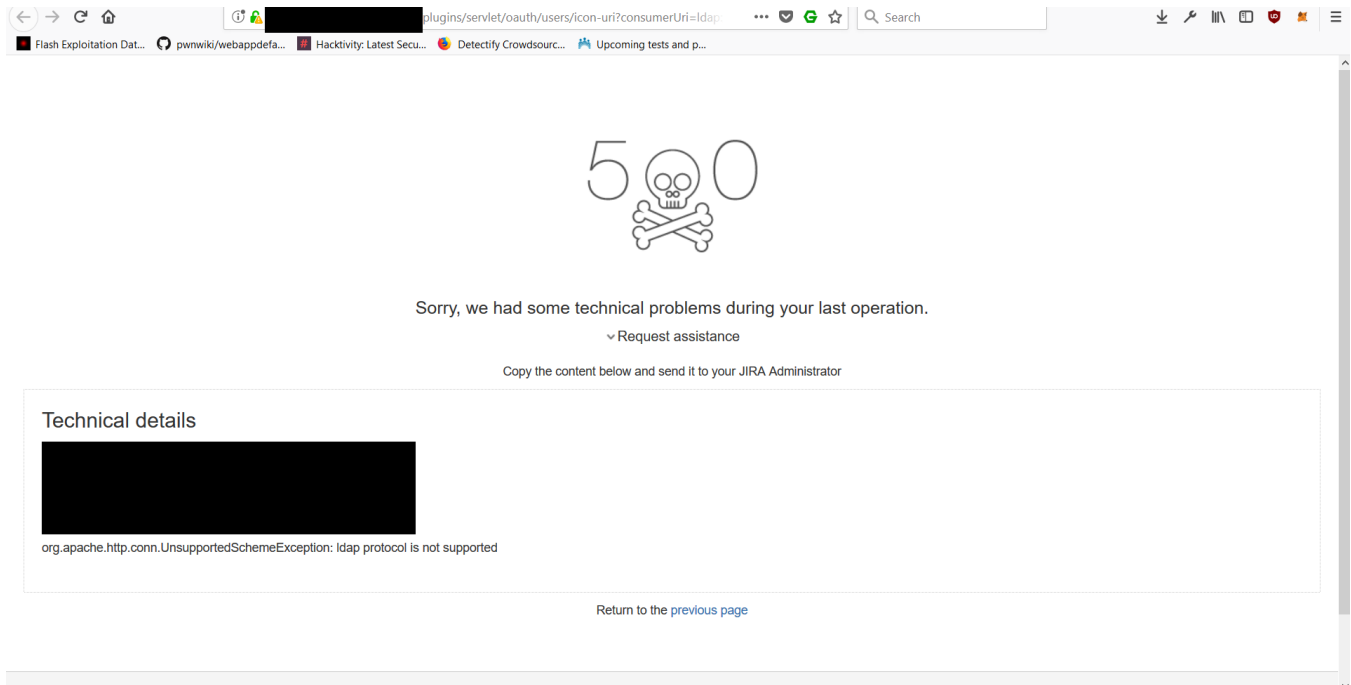 plugins/servlet/oauth/users/icon-uri?consumerUri=ldap:
Search
Flash Exploitation Dat... pwnwiki/webappdefa... Hacktivity: Latest Secu... Detectify Crowdsourc... Upcoming tests and p...
5 0
Sorry, we had some technical problems during your last operation.
Request assistance
Copy the content below and send it to your JIRA Administrator
Technical details
org.apache.http.conn.UnsupportedSchemeException: ldap protocol is not supported
Return to the previous page